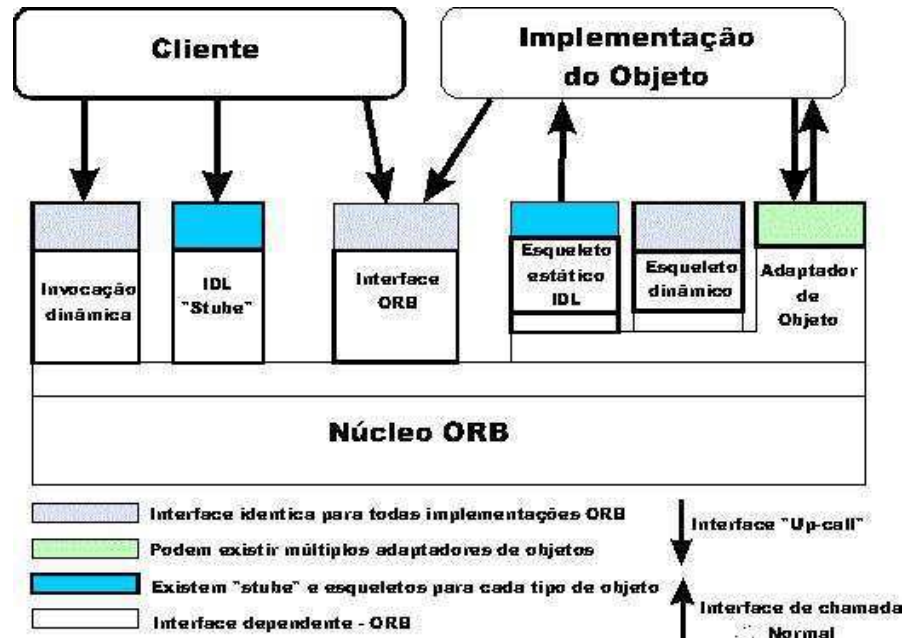 Cliente
Implementação
do Objeto
Invocação
dinâmica
IDL
"Stube"
Interface
ORB
Esqueleto
estático
IDL
Esqueleto
dinâmico
Adaptador
de
Objeto
Núcleo ORB
Interface identica para todas implementações ORB
Podem existir múltiplos adaptadores de objetos
Existem "stube" e esqueletos para cada tipo de objeto
Interface dependente - ORB
Interface "Up-call"
Interface de chamada
Normal